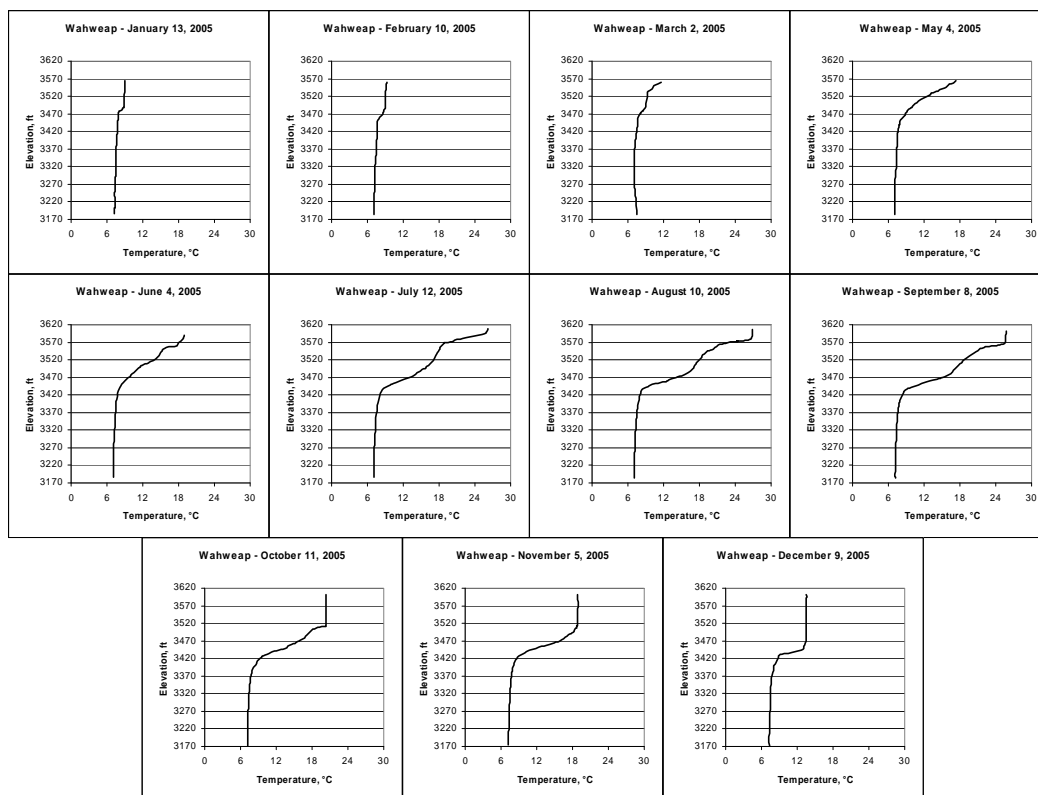 Wahweap - January 13, 2005
3620
3570
3520
3470
3420
3370
3320
3270
3220
3170
Elevation, ft
0 6 12 18 24 30
Temperature, °C
Wahweap - February 10, 2005
3620
3570
3520
3470
3420
3370
3320
3270
3220
3170
Elevation, ft
0 6 12 18 24 30
Temperature, °C
Wahweap - March 2, 2005
3620
3570
3520
3470
3420
3370
3320
3270
3220
3170
Elevation, ft
0 6 12 18 24 30
Temperature, °C
Wahweap - May 4, 2005
3620
3570
3520
3470
3420
3370
3320
3270
3220
3170
Elevation, ft
0 6 12 18 24 30
Temperature, °C
Wahweap - June 4, 2005
3620
3570
3520
3470
3420
3370
3320
3270
3220
3170
Elevation, ft
0 6 12 18 24 30
Temperature, °C
Wahweap - July 12, 2005
3620
3570
3520
3470
3420
3370
3320
3270
3220
3170
Elevation, ft
0 6 12 18 24 30
Temperature, °C
Wahweap - August 10, 2005
3620
3570
3520
3470
3420
3370
3320
3270
3220
3170
Elevation, ft
0 6 12 18 24 30
Temperature, °C
Wahweap - September 8, 2005
3620
3570
3520
3470
3420
3370
3320
3270
3220
3170
Elevation, ft
0 6 12 18 24 30
Temperature, °C
Wahweap - October 11, 2005
3620
3570
3520
3470
3420
3370
3320
3270
3220
3170
Elevation, ft
0 6 12 18 24 30
Temperature, °C
Wahweap - November 5, 2005
3620
3570
3520
3470
3420
3370
3320
3270
3220
3170
Elevation, ft
0 6 12 18 24 30
Temperature, °C
Wahweap - December 9, 2005
3620
3570
3520
3470
3420
3370
3320
3270
3220
3170
Elevation, ft
0 6 12 18 24 30
Temperature, °C